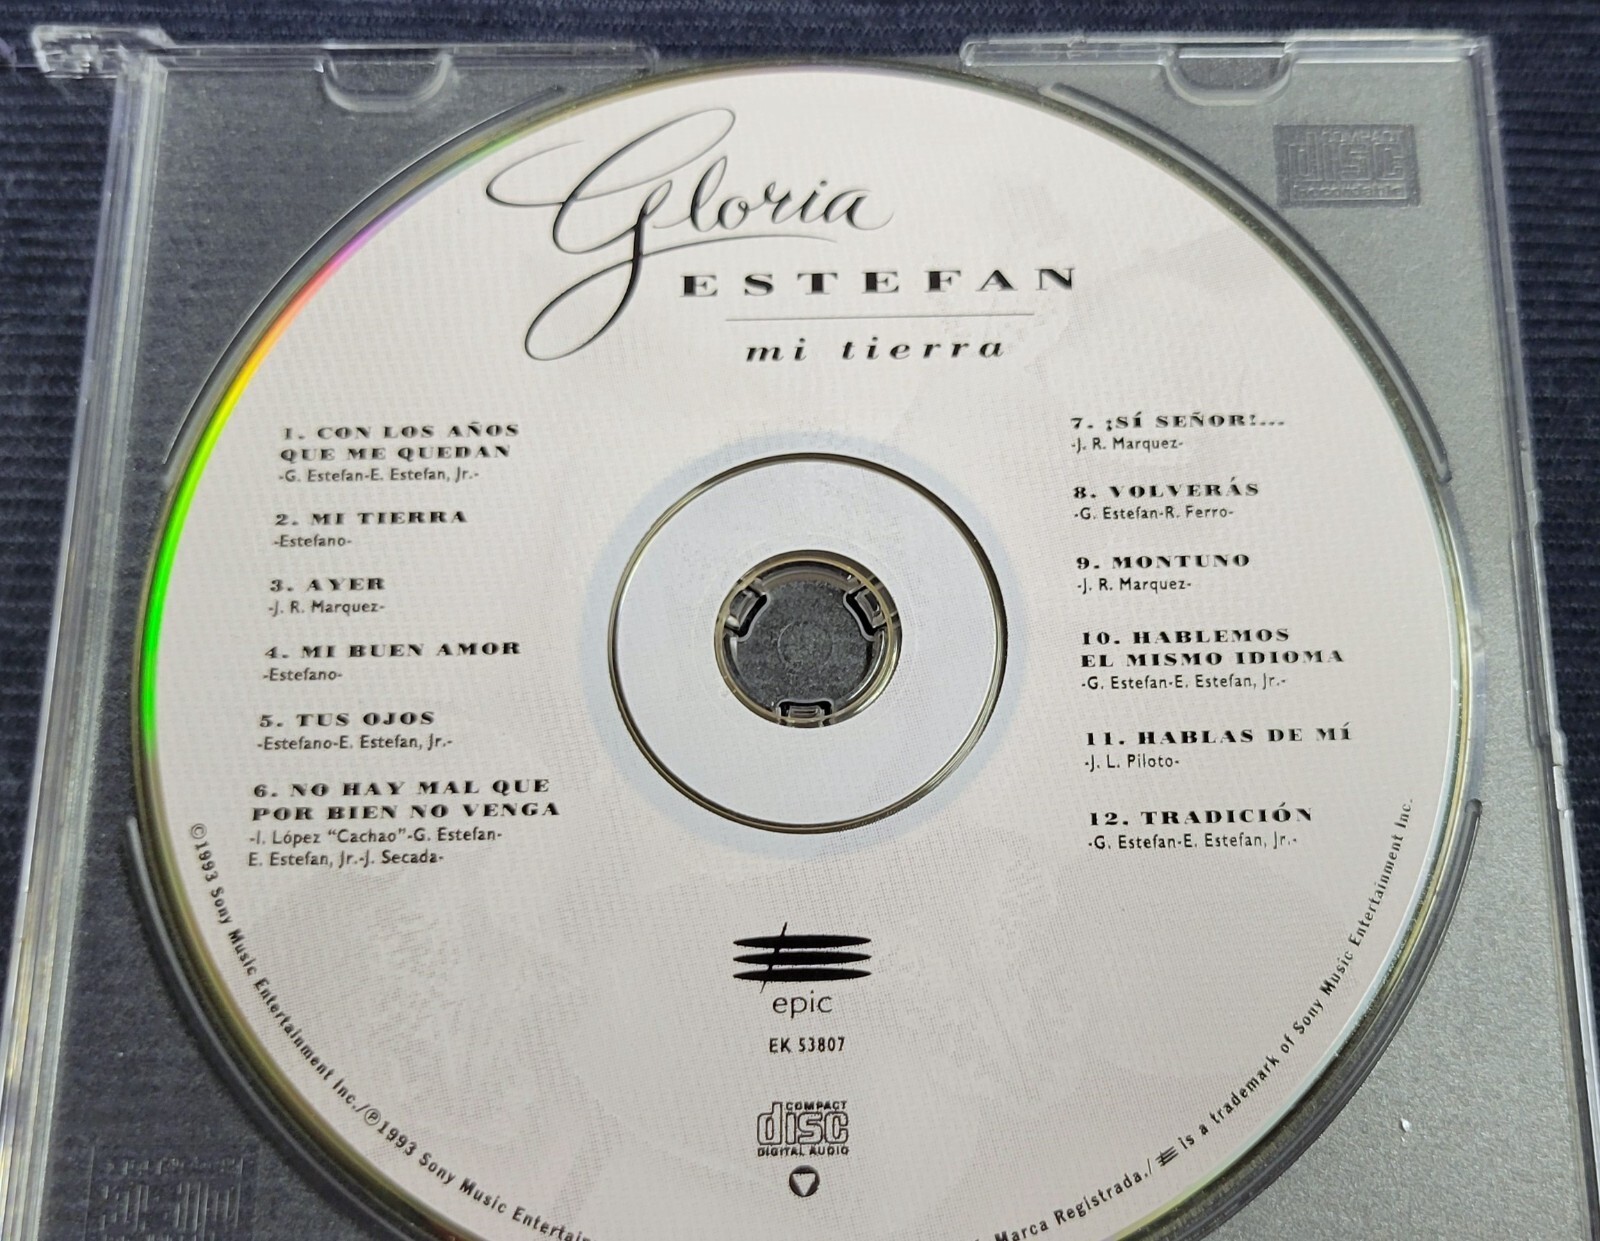 Gloria
ESTEFAN
mi tierra
1. CON LOS AÑOS
QUE ME QUEDAN
-G. Estefan-E. Estefan, Jr.-
2. MI TIERRA
-Estefano-
3. AYER
-J. R. Marquez-
4. MI BUEN AMOR
-Estefano-
5. TUS OJOS
-Estefano-E. Estefan, Jr.-
6. NO HAY MAL QUE
POR BIEN NO VENGA
-I. López "Cachao"-G. Estefan-
E. Estefan, Jr.-J. Secada-
7. ¡SÍ SEÑOR!...
-J. R. Marquez-
8. VOLVERÁS
-G. Estefan-R. Ferro-
9. MONTUNO
-J. R. Marquez-
10. HABLEMOS
EL MISMO IDIOMA
-G. Estefan-E. Estefan, Jr.-
11. HABLAS DE MÍ
-J. L. Piloto-
12. TRADICIÓN
-G. Estefan-E. Estefan, Jr.-
epic
EK 53807
COMPACT
disc
DIGITAL AUDIO
©1993 Sony Music Entertainment Inc./℗1993 Sony Music Entertai
Marca Registrada./ is a trademark of Sony Music Entertainment Inc.
COMPACT
disc
Recordable